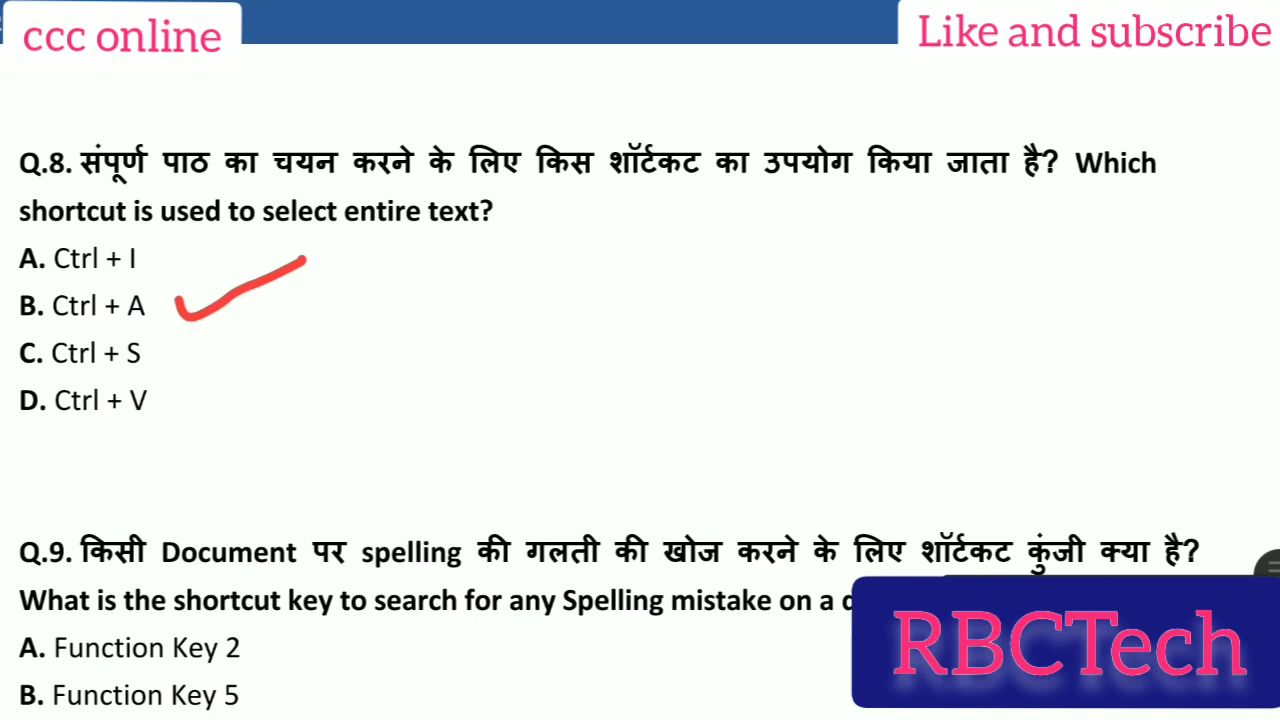 ccc online
Like and subscribe
Q.8. संपूर्ण पाठ का चयन करने के लिए किस शॉर्टकट का उपयोग किया जाता है? Which
shortcut is used to select entire text?
A. Ctrl + I
B. Ctrl + A
C. Ctrl + S
D. Ctrl + V
Q.9. किसी Document पर spelling की गलती की खोज करने के लिए शॉर्टकट कुंजी क्या है?
What is the shortcut key to search for any Spelling mistake on a
RBCTech
A. Function Key 2
B. Function Key 5